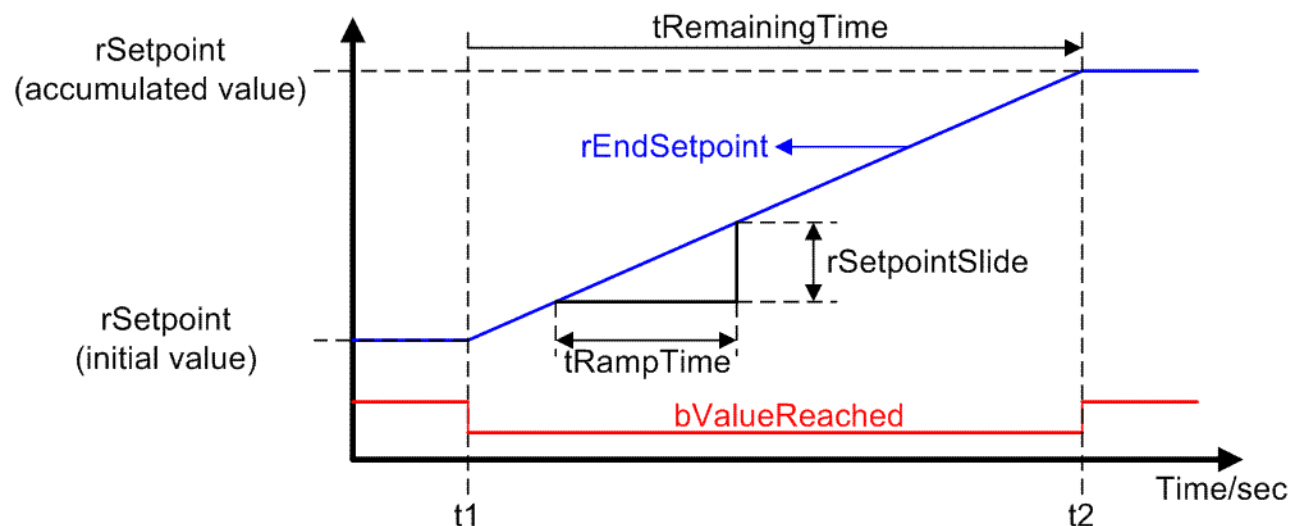 tRemainingTime
rSetpoint
(accumulated value)
rEndSetpoint
rSetpointSlide
rSetpoint
(initial value)
tRampTime
bValueReached
Time/sec
t1
t2